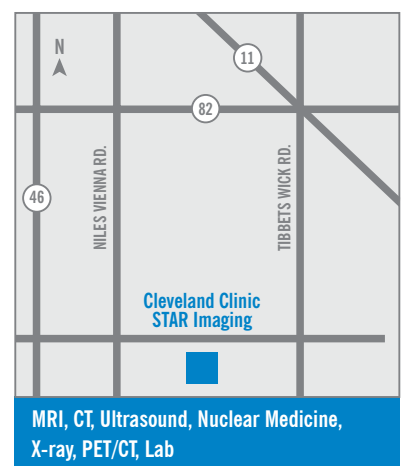 N
11
82
46
NILES VIENNA RD.
TIBBETS WICK RD.
Cleveland Clinic
STAR Imaging
MRI, CT, Ultrasound, Nuclear Medicine,
X-ray, PET/CT, Lab